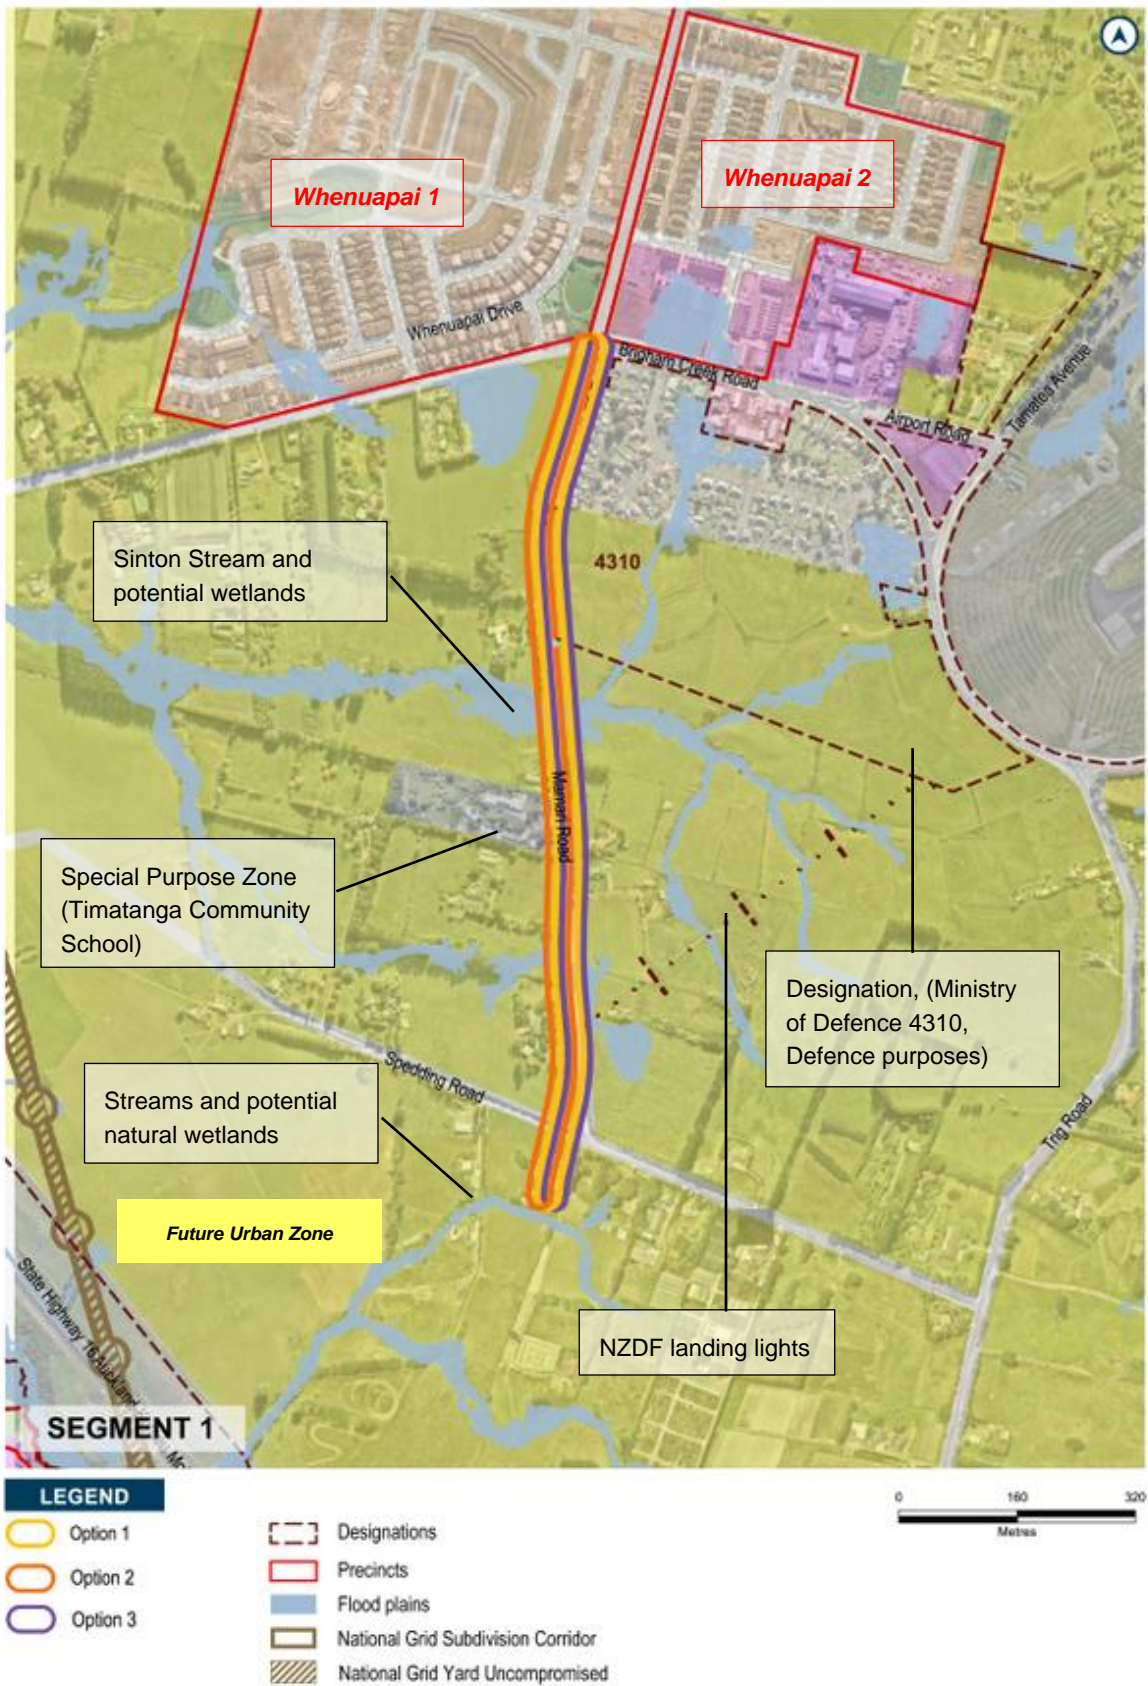 Whenuapai 1
Whenuapai 2
Whenuapai Drive
Brigham Creek Road
Airport Road
Tamatea Avenue
Sinton Stream and
potential wetlands
4310
Mamari Road
Special Purpose Zone
(Timatanga Community
School)
Designation, (Ministry
of Defence 4310,
Defence purposes)
Spedding Road
Trig Road
Streams and potential
natural wetlands
Future Urban Zone
State Highway 16
NZDF landing lights
SEGMENT 1
LEGEND
Option 1
Option 2
Option 3
Designations
Precincts
Flood plains
National Grid Subdivision Corridor
National Grid Yard Uncompromised
0 160 320
Metres